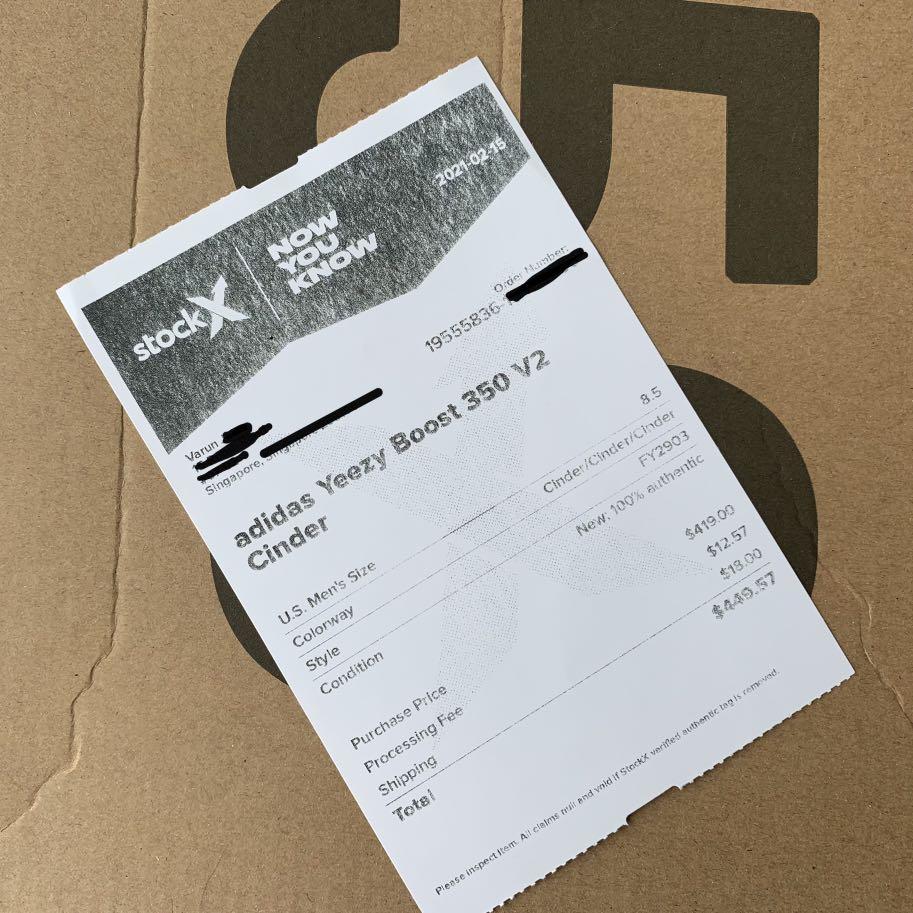 stockX
NOW
YOU
KNOW
2021-02-15
Order Number:
19555836-
Varun
Singapore,
adidas Yeezy Boost 350 V2
Cinder
U.S. Men's Size 8.5
Colorway Cinder/Cinder/Cinder
Style FY2903
Condition New: 100% authentic
Purchase Price $419.00
Processing Fee $12.57
Shipping $18.00
Total $449.57
Please inspect item. All claims null and void if StockX verified authentic tag is removed.